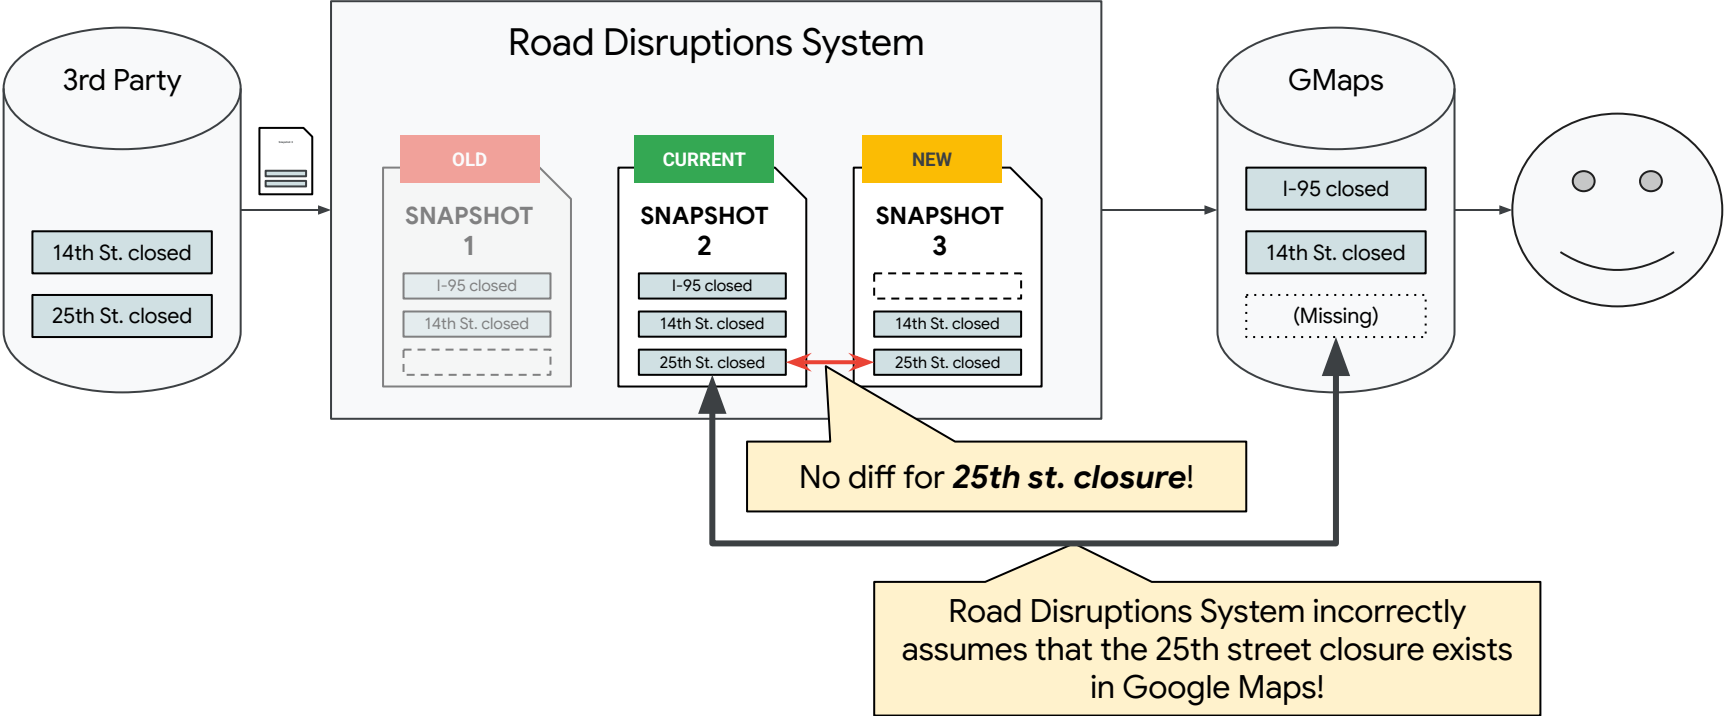 Road Disruptions System
3rd Party
14th St. closed
25th St. closed
OLD
SNAPSHOT
1
I-95 closed
14th St. closed
CURRENT
SNAPSHOT
2
I-95 closed
14th St. closed
25th St. closed
NEW
SNAPSHOT
3
14th St. closed
25th St. closed
GMaps
I-95 closed
14th St. closed
(Missing)
No diff for 25th st. closure!
Road Disruptions System incorrectly
assumes that the 25th street closure exists
in Google Maps!